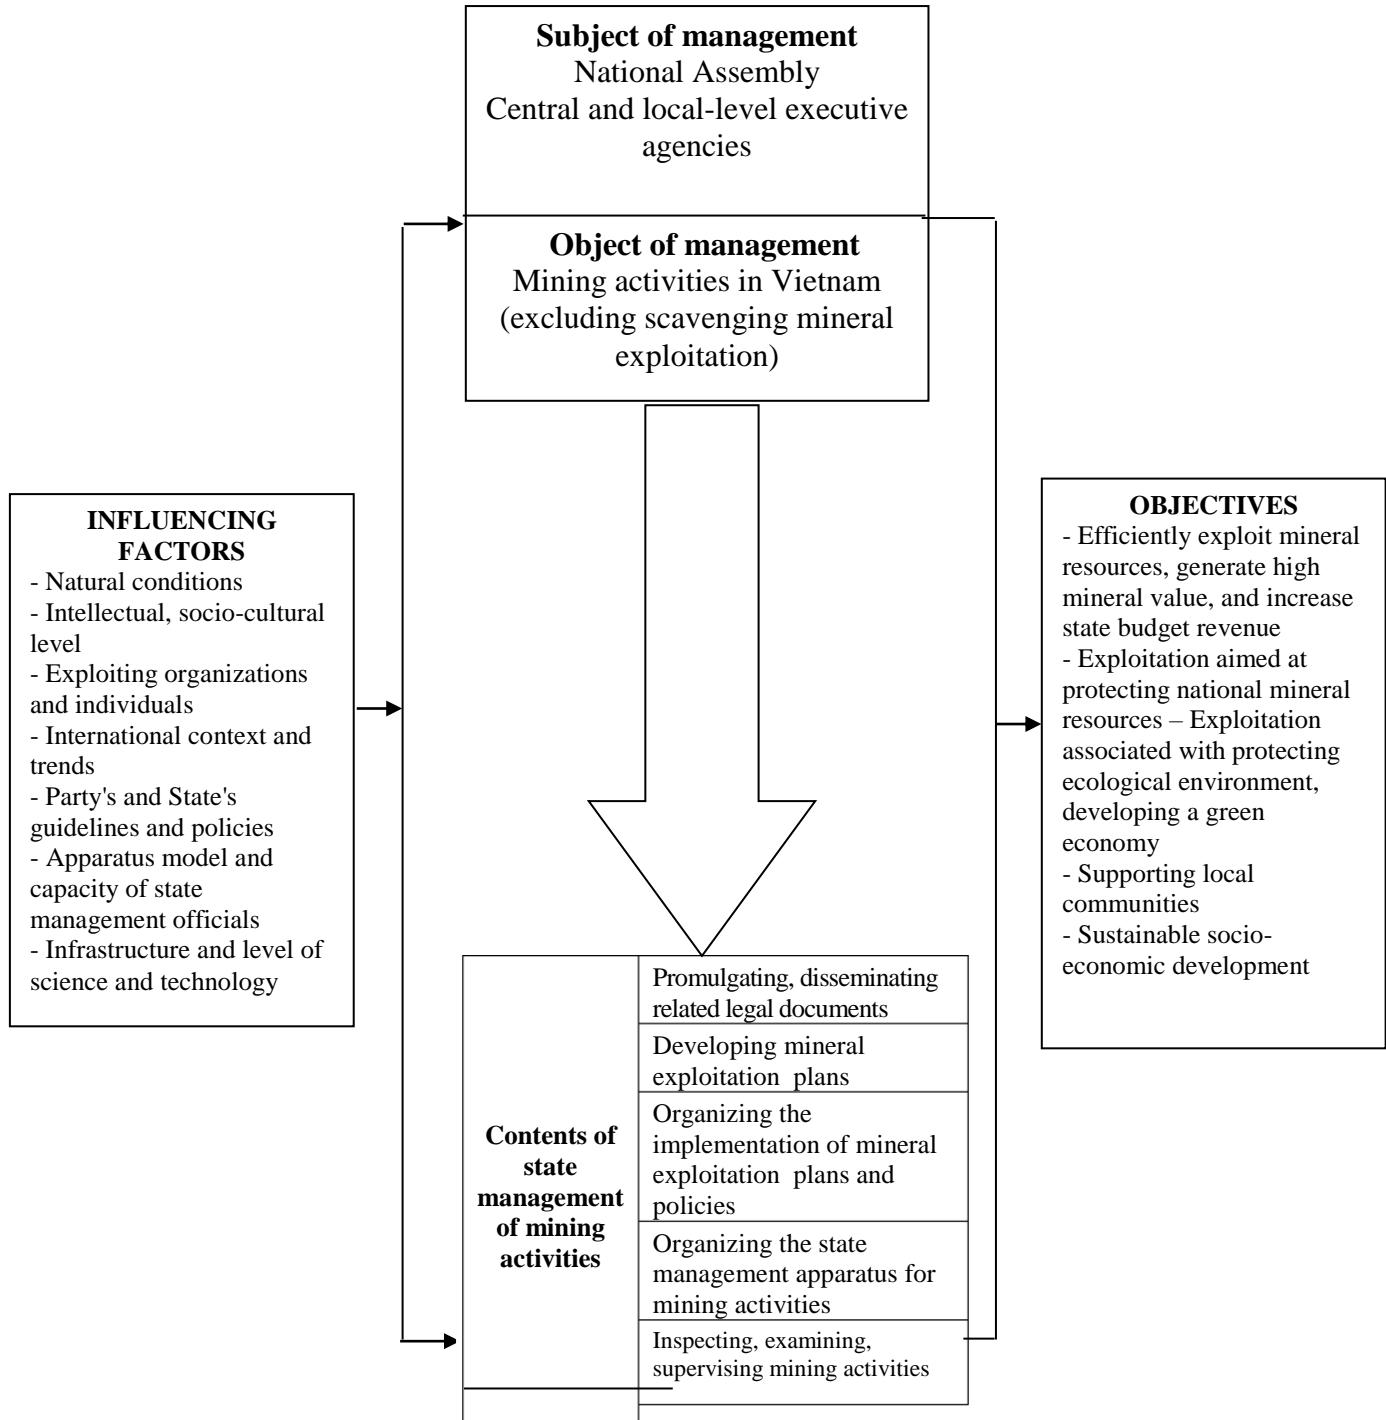 Subject of management
National Assembly
Central and local-level executive
agencies
Object of management
Mining activities in Vietnam
(excluding scavenging mineral
exploitation)
INFLUENCING
FACTORS
- Natural conditions
- Intellectual, socio-cultural
level
- Exploiting organizations
and individuals
- International context and
trends
- Party's and State's
guidelines and policies
- Apparatus model and
capacity of state
management officials
- Infrastructure and level of
science and technology
OBJECTIVES
- Efficiently exploit mineral
resources, generate high
mineral value, and increase
state budget revenue
- Exploitation aimed at
protecting national mineral
resources – Exploitation
associated with protecting
ecological environment,
developing a green
economy
- Supporting local
communities
- Sustainable socio-
economic development
Contents of
state
management
of mining
activities
Promulgating, disseminating
related legal documents
Developing mineral
exploitation plans
Organizing the
implementation of mineral
exploitation plans and
policies
Organizing the state
management apparatus for
mining activities
Inspecting, examining,
supervising mining activities